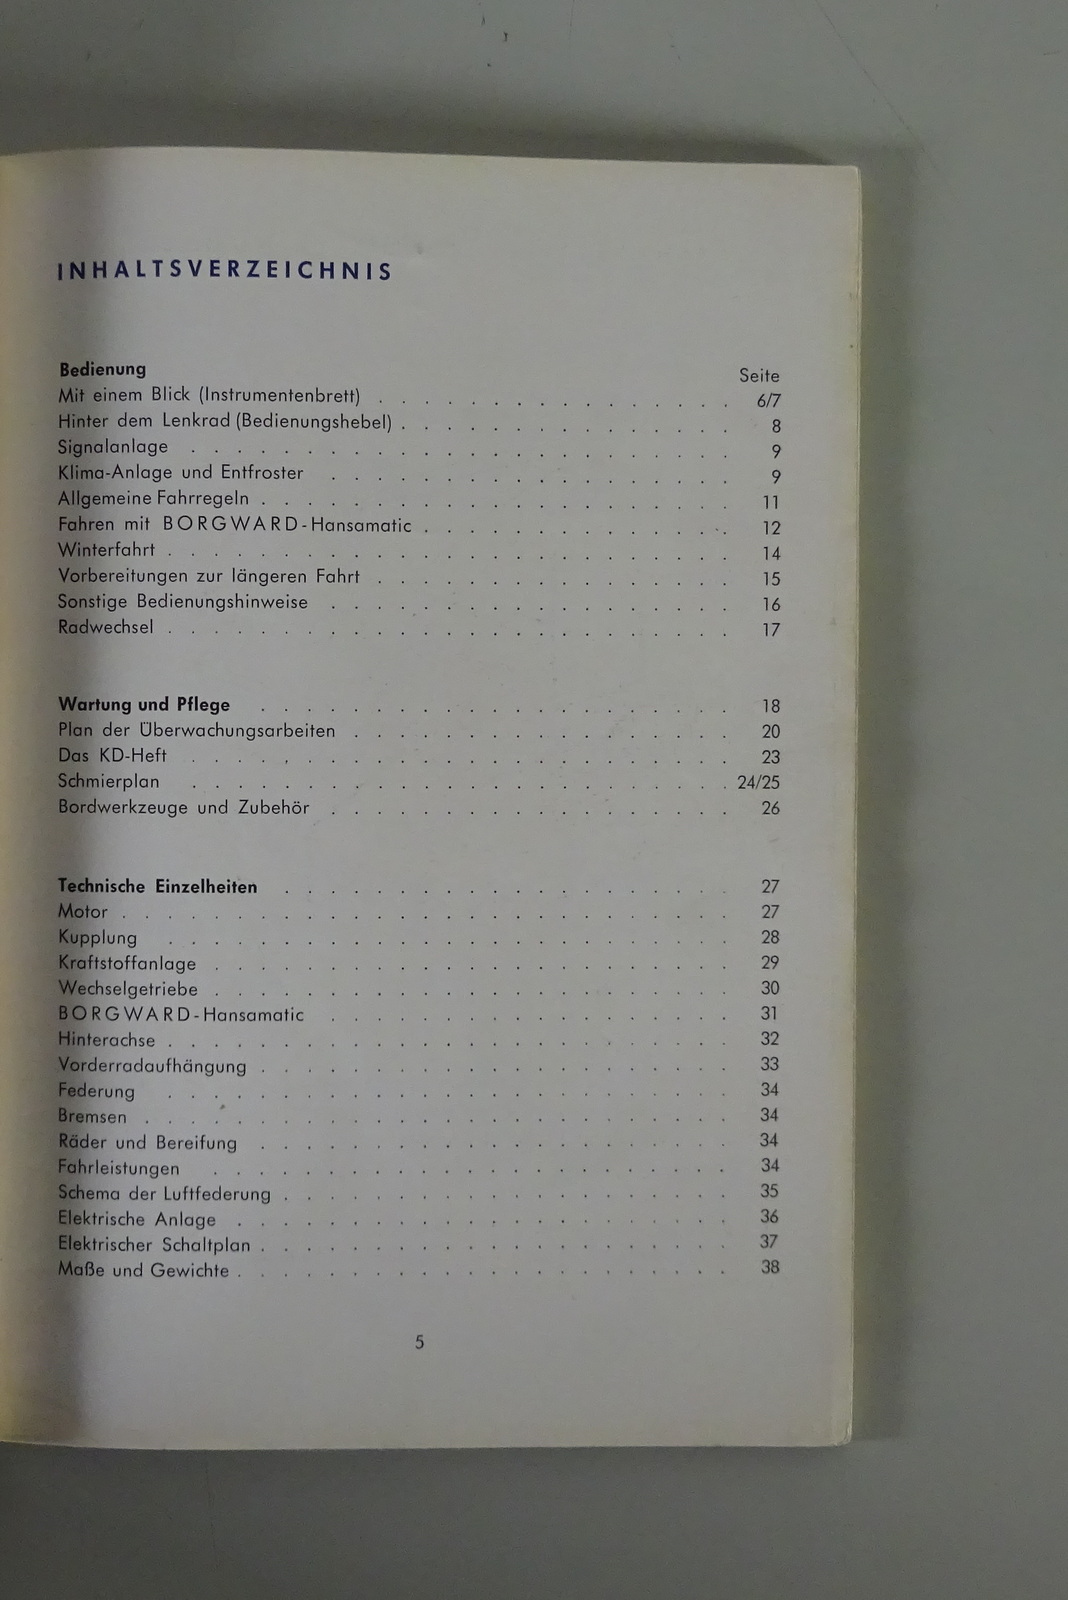 INHALTSVERZEICHNIS
Bedienung Seite
Mit einem Blick (Instrumentenbrett) . . . . . . . . . . . . . . . . 6/7
Hinter dem Lenkrad (Bedienungshebel) . . . . . . . . . . . . . . . 8
Signalanlage . . . . . . . . . . . . . . . . . . . . . . . . 9
Klima-Anlage und Entfroster . . . . . . . . . . . . . . . . . . 9
Allgemeine Fahrregeln . . . . . . . . . . . . . . . . . . . . . 11
Fahren mit BORGWARD-Hansamatic . . . . . . . . . . . . . . 12
Winterfahrt . . . . . . . . . . . . . . . . . . . . . . . . . 14
Vorbereitungen zur längeren Fahrt . . . . . . . . . . . . . . . . 15
Sonstige Bedienungshinweise . . . . . . . . . . . . . . . . . . 16
Radwechsel . . . . . . . . . . . . . . . . . . . . . . . . . 17
Wartung und Pflege . . . . . . . . . . . . . . . . . . . . . 18
Plan der Überwachungsarbeiten . . . . . . . . . . . . . . . . . 20
Das KD-Heft . . . . . . . . . . . . . . . . . . . . . . . . 23
Schmierplan . . . . . . . . . . . . . . . . . . . . . . . . 24/25
Bordwerkzeuge und Zubehör . . . . . . . . . . . . . . . . . . 26
Technische Einzelheiten . . . . . . . . . . . . . . . . . . . . 27
Motor . . . . . . . . . . . . . . . . . . . . . . . . . . . 27
Kupplung . . . . . . . . . . . . . . . . . . . . . . . . . 28
Kraftstoffanlage . . . . . . . . . . . . . . . . . . . . . . . 29
Wechselgetriebe . . . . . . . . . . . . . . . . . . . . . . . 30
BORGWARD-Hansamatic . . . . . . . . . . . . . . . . . . 31
Hinterachse . . . . . . . . . . . . . . . . . . . . . . . . . 32
Vorderradaufhängung . . . . . . . . . . . . . . . . . . . . . 33
Federung . . . . . . . . . . . . . . . . . . . . . . . . . 34
Bremsen . . . . . . . . . . . . . . . . . . . . . . . . . . 34
Räder und Bereifung . . . . . . . . . . . . . . . . . . . . . 34
Fahrleistungen . . . . . . . . . . . . . . . . . . . . . . . 34
Schema der Luftfederung . . . . . . . . . . . . . . . . . . . . 35
Elektrische Anlage . . . . . . . . . . . . . . . . . . . . . . 36
Elektrischer Schaltplan . . . . . . . . . . . . . . . . . . . . . 37
Maße und Gewichte . . . . . . . . . . . . . . . . . . . . . . 38
5